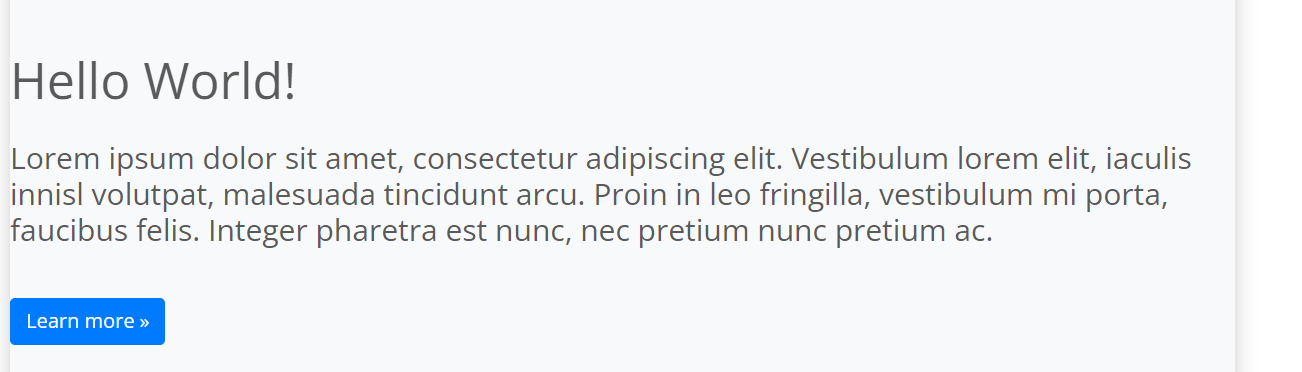 Hello World!
Lorem ipsum dolor sit amet, consectetur adipiscing elit. Vestibulum lorem elit, iaculis
innisl volutpat, malesuada tincidunt arcu. Proin in leo fringilla, vestibulum mi porta,
faucibus felis. Integer pharetra est nunc, nec pretium nunc pretium ac.
Learn more »